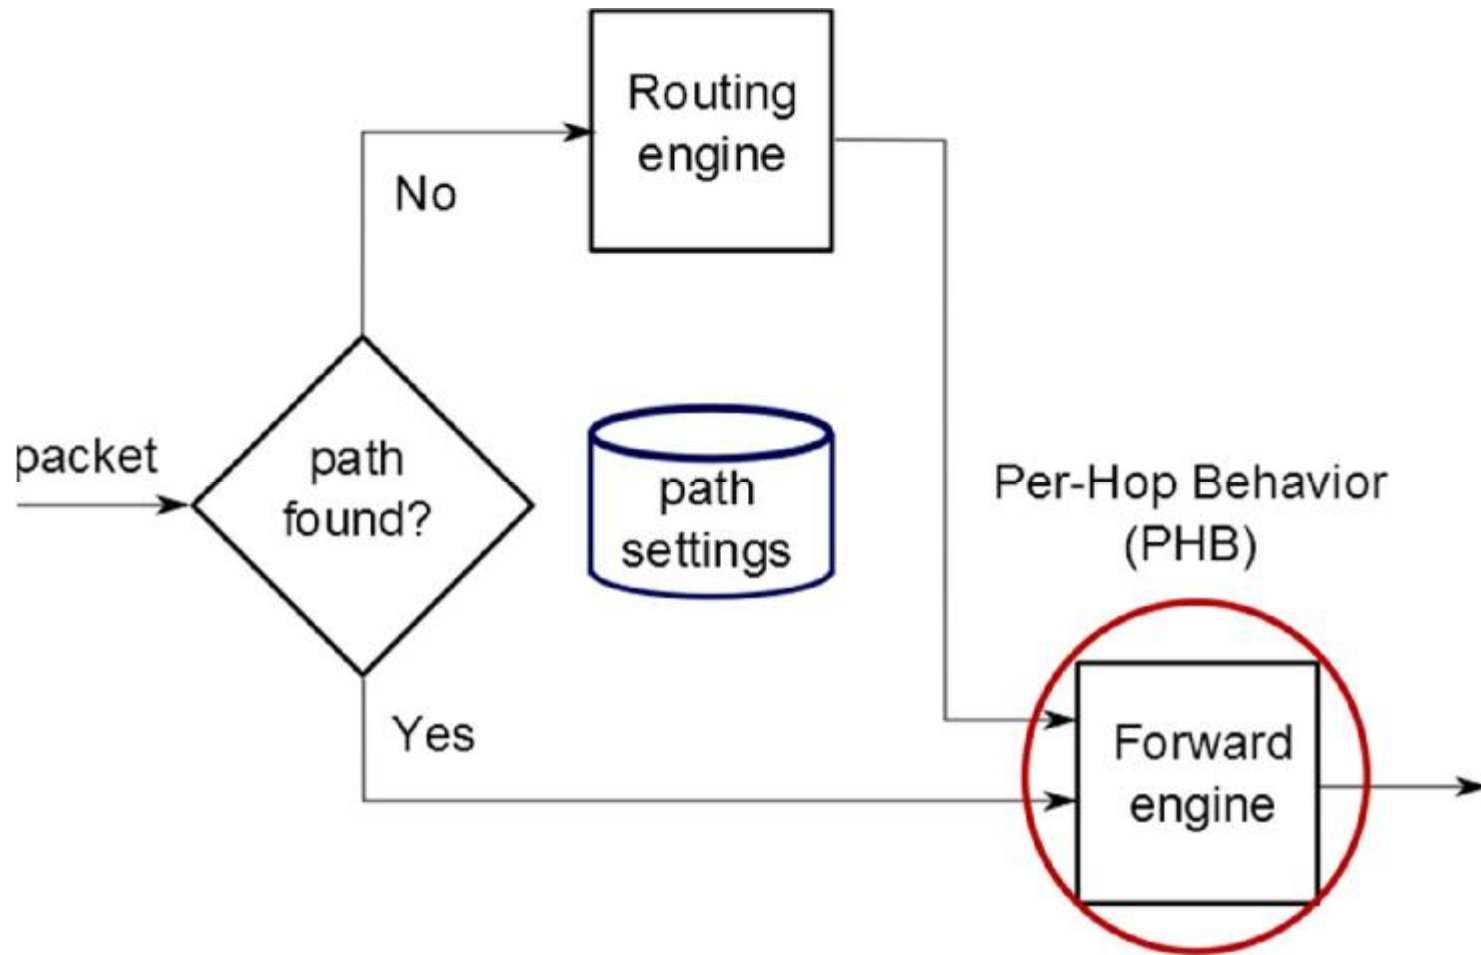 Routing
engine
No
packet
path
found?
path
settings
Per-Hop Behavior
(PHB)
Yes
Forward
engine